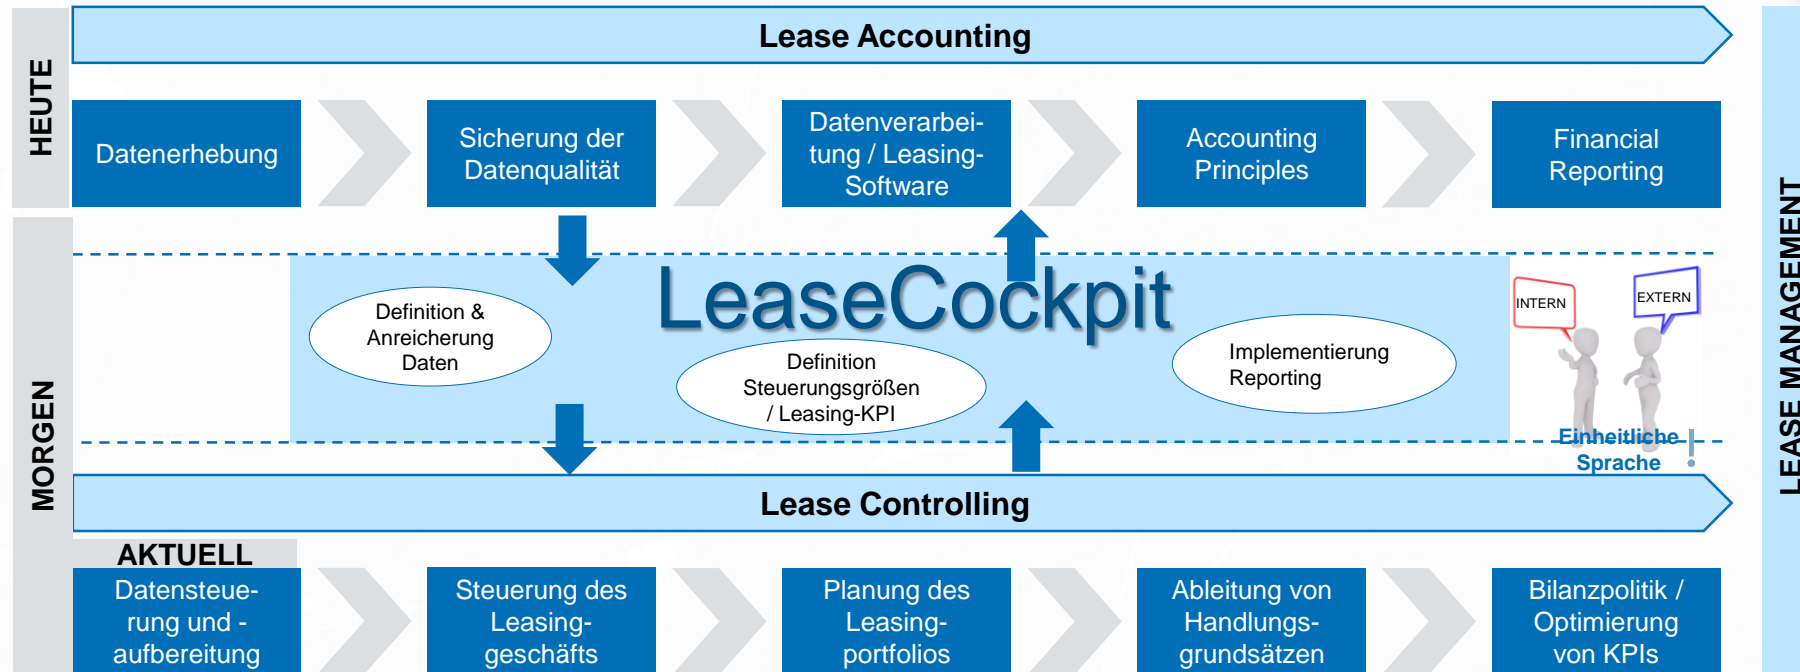 Lease Accounting
HEUTE
Datenerhebung
Sicherung der
Datenqualität
Datenverarbei-
tung / Leasing-
Software
Accounting
Principles
Financial
Reporting
LEASE MANAGEMENT
MORGEN
LeaseCockpit
Definition &
Anreicherung
Daten
Definition
Steuerungsgrößen
/ Leasing-KPI
Implementierung
Reporting
INTERN
EXTERN
Einheitliche
Sprache
!
Lease Controlling
AKTUELL
Datensteue-
rung und -
aufbereitung
Steuerung des
Leasing-
geschäfts
Planung des
Leasing-
portfolios
Ableitung von
Handlungs-
grundsätzen
Bilanzpolitik /
Optimierung
von KPIs